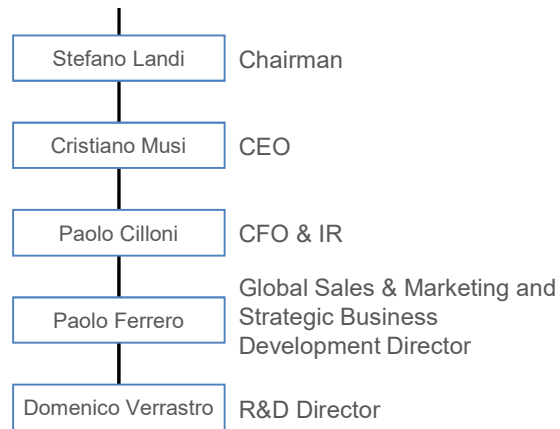 Stefano Landi
Chairman
Cristiano Musi
CEO
Paolo Cilloni
CFO & IR
Paolo Ferrero
Global Sales & Marketing and
Strategic Business
Development Director
Domenico Verrastro
R&D Director